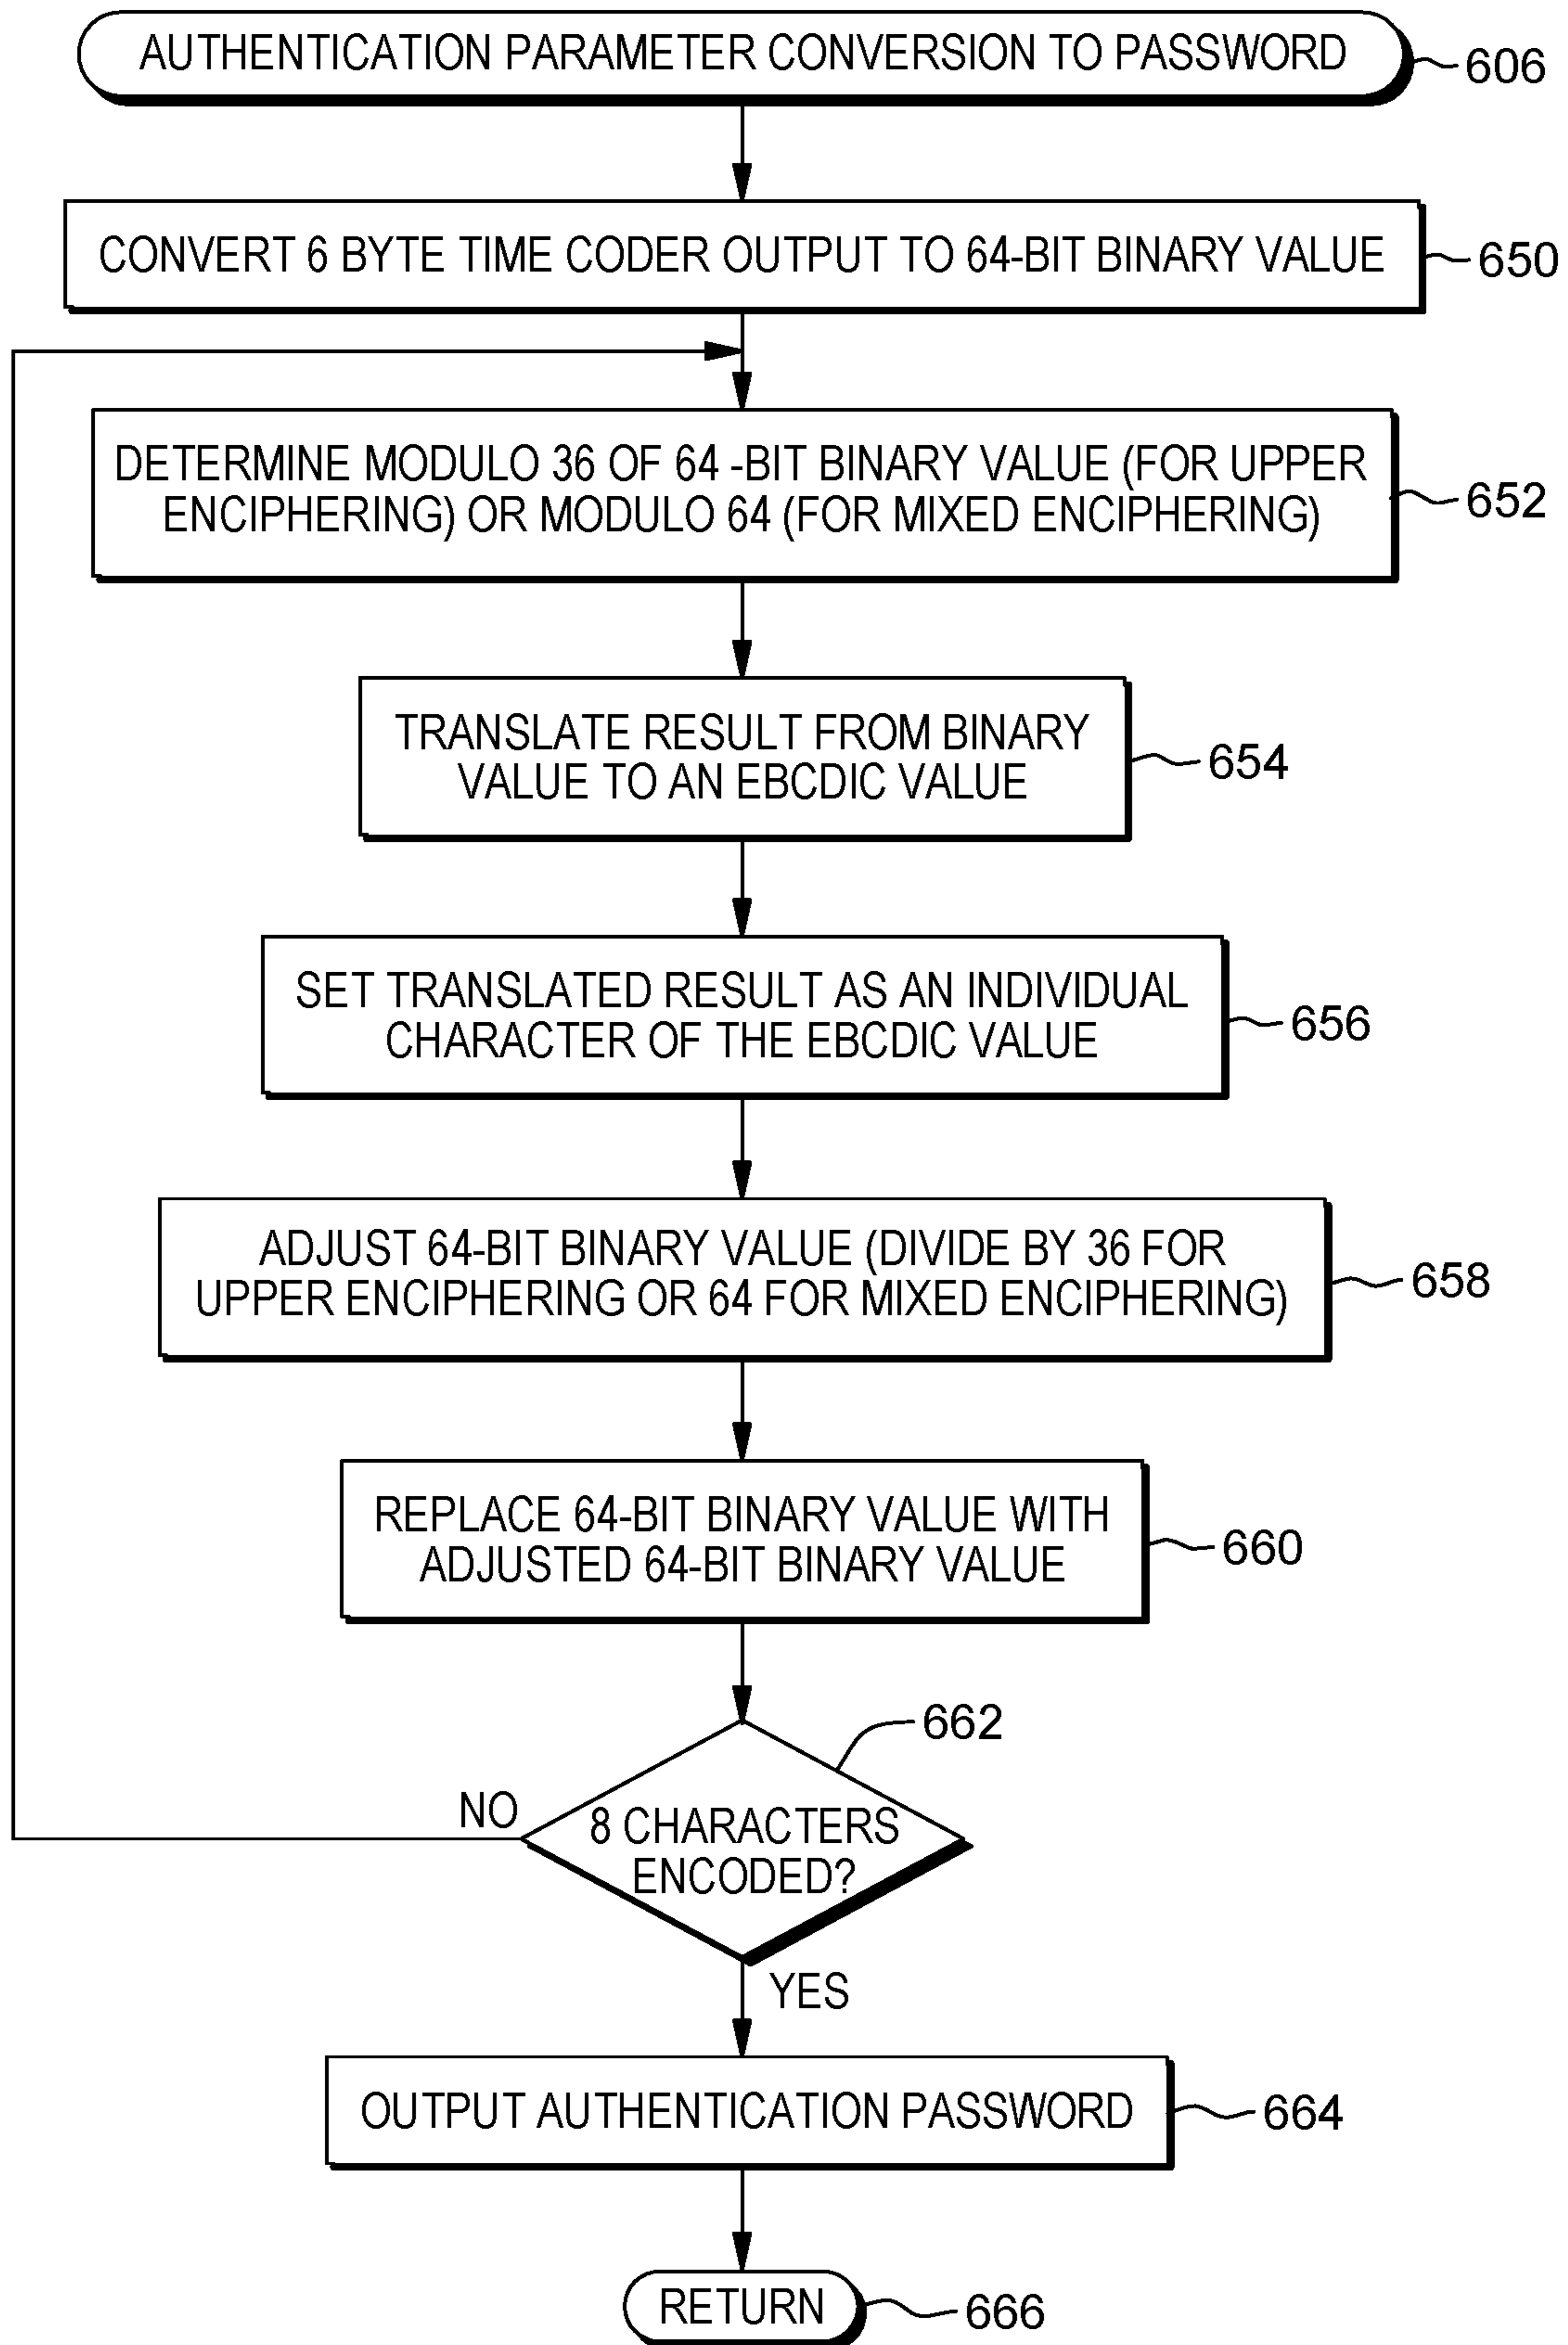 AUTHENTICATION PARAMETER CONVERSION TO PASSWORD
606
CONVERT 6 BYTE TIME CODER OUTPUT TO 64-BIT BINARY VALUE
650
DETERMINE MODULO 36 OF 64 -BIT BINARY VALUE (FOR UPPER
ENCIPHERING) OR MODULO 64 (FOR MIXED ENCIPHERING)
652
TRANSLATE RESULT FROM BINARY
VALUE TO AN EBCDIC VALUE
654
SET TRANSLATED RESULT AS AN INDIVIDUAL
CHARACTER OF THE EBCDIC VALUE
656
ADJUST 64-BIT BINARY VALUE (DIVIDE BY 36 FOR
UPPER ENCIPHERING OR 64 FOR MIXED ENCIPHERING)
658
REPLACE 64-BIT BINARY VALUE WITH
ADJUSTED 64-BIT BINARY VALUE
660
662
NO
8 CHARACTERS
ENCODED?
YES
OUTPUT AUTHENTICATION PASSWORD
664
RETURN
666